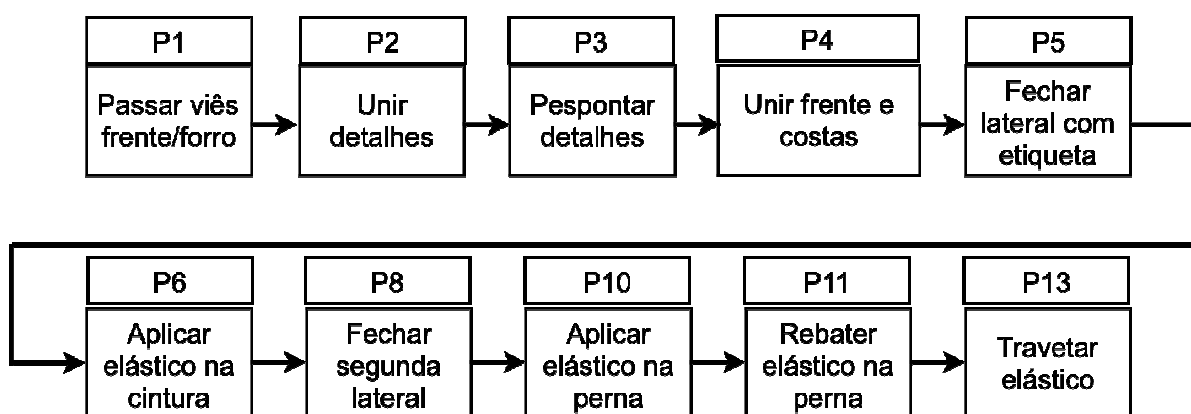 P1
Passar viês
frente/forro
P2
Unir
detalhes
P3
Pespontar
detalhes
P4
Unir frente e
costas
P5
Fechar
lateral com
etiqueta
P6
Aplicar
elástico na
cintura
P8
Fechar
segunda
lateral
P10
Aplicar
elástico na
perna
P11
Rebater
elástico na
perna
P13
Travetar
elástico